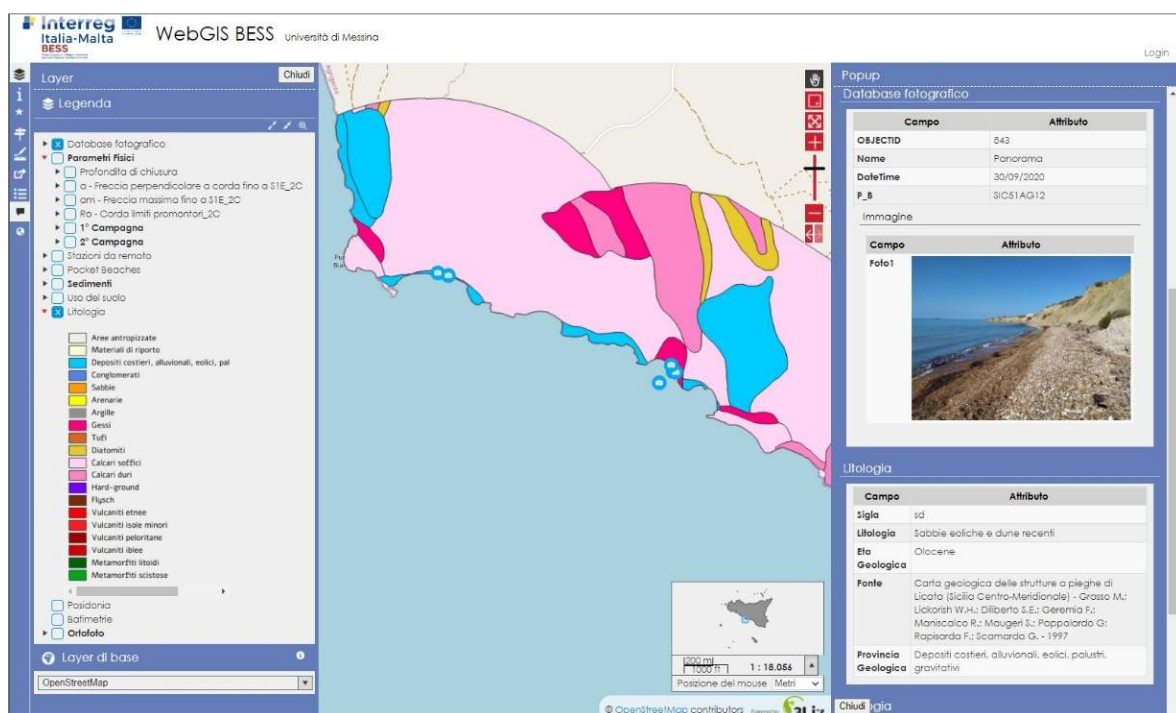 Interreg
Italia-Malta
BESS
WebGIS BESS Università di Messina
Login
Layer
Chiudi
Legenda
Database fotografico
Parametri Fisici
Profondita di chiusura
a - Freccia perpendicolare a corda fino a S1E_2C
am - Freccia massima fino a S1E_2C
Ro - Corda limiti promontori_2C
1° Campagna
2° Campagna
Stazioni da remoto
Pocket Beaches
Sedimenti
Uso del suolo
Litologia
Aree antropizzate
Materiali di riporto
Depositi costieri, alluvionali, eolici, pal
Conglomerati
Sabbie
Arenarie
Argille
Gessi
Tufi
Diatomiti
Calcari soffici
Calcari duri
Hard-ground
Flysch
Vulcaniti etnee
Vulcaniti isole minori
Vulcaniti peloritane
Vulcaniti iblee
Metamorfiti litoidi
Metamorfiti scistose
Posidonia
Batimetrie
Ortofoto
Layer di base
OpenStreetMap
200 m
1000 ft
1 : 18.056
Posizione del mouse Metri
© OpenStreetMap contributors
3Liz
Popup
Database fotografico
Campo Attributo
OBJECTID 843
Name Panorama
DateTime 30/09/2020
P_B SIC51AG12
Immagine
Campo Attributo
Foto1
Litologia
Campo Attributo
Sigla sd
Litologia Sabbie eoliche e dune recenti
Eta Olocene
Geologica
Fonte Carta geologica delle strutture a pieghe di
Licata (Sicilia Centro-Meridionale) - Grasso M.;
Lickorish W.H.; Diliberto S.E.; Geremia F.;
Maniscalco R.; Maugeri S.; Pappalardo G:
Rapisarda F.; Scamarda G. - 1997
Provincia Depositi costieri, alluvionali, eolici, palustri,
Geologica gravitativi
Chiudi